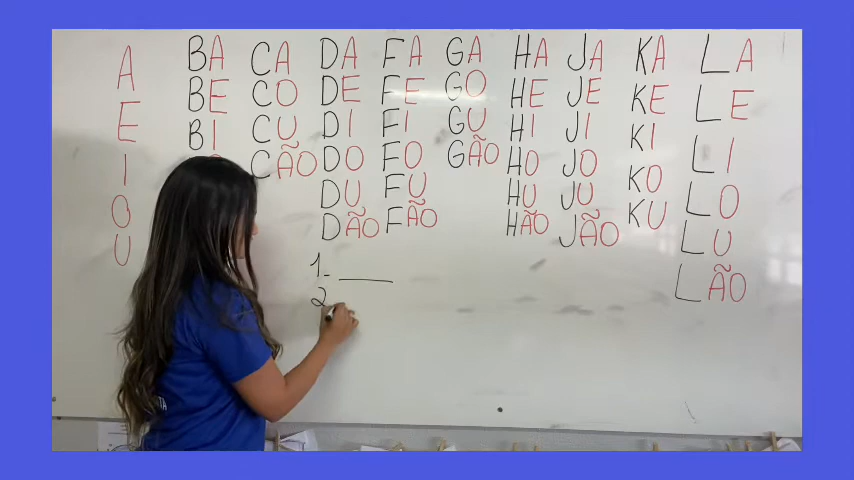 A
E
I
O
U
BA
BE
BI
CA
CO
CU
CÃO
DA
DE
DI
DO
DU
DÃO
FA
FE
FI
FO
FU
FÃO
GA
GO
GU
GÃO
HA
HE
HI
HO
HU
HÃO
JA
JE
JI
JO
JU
JÃO
KA
KE
KI
KO
KU
LA
LE
LI
LO
LU
LÃO
1- ____
2